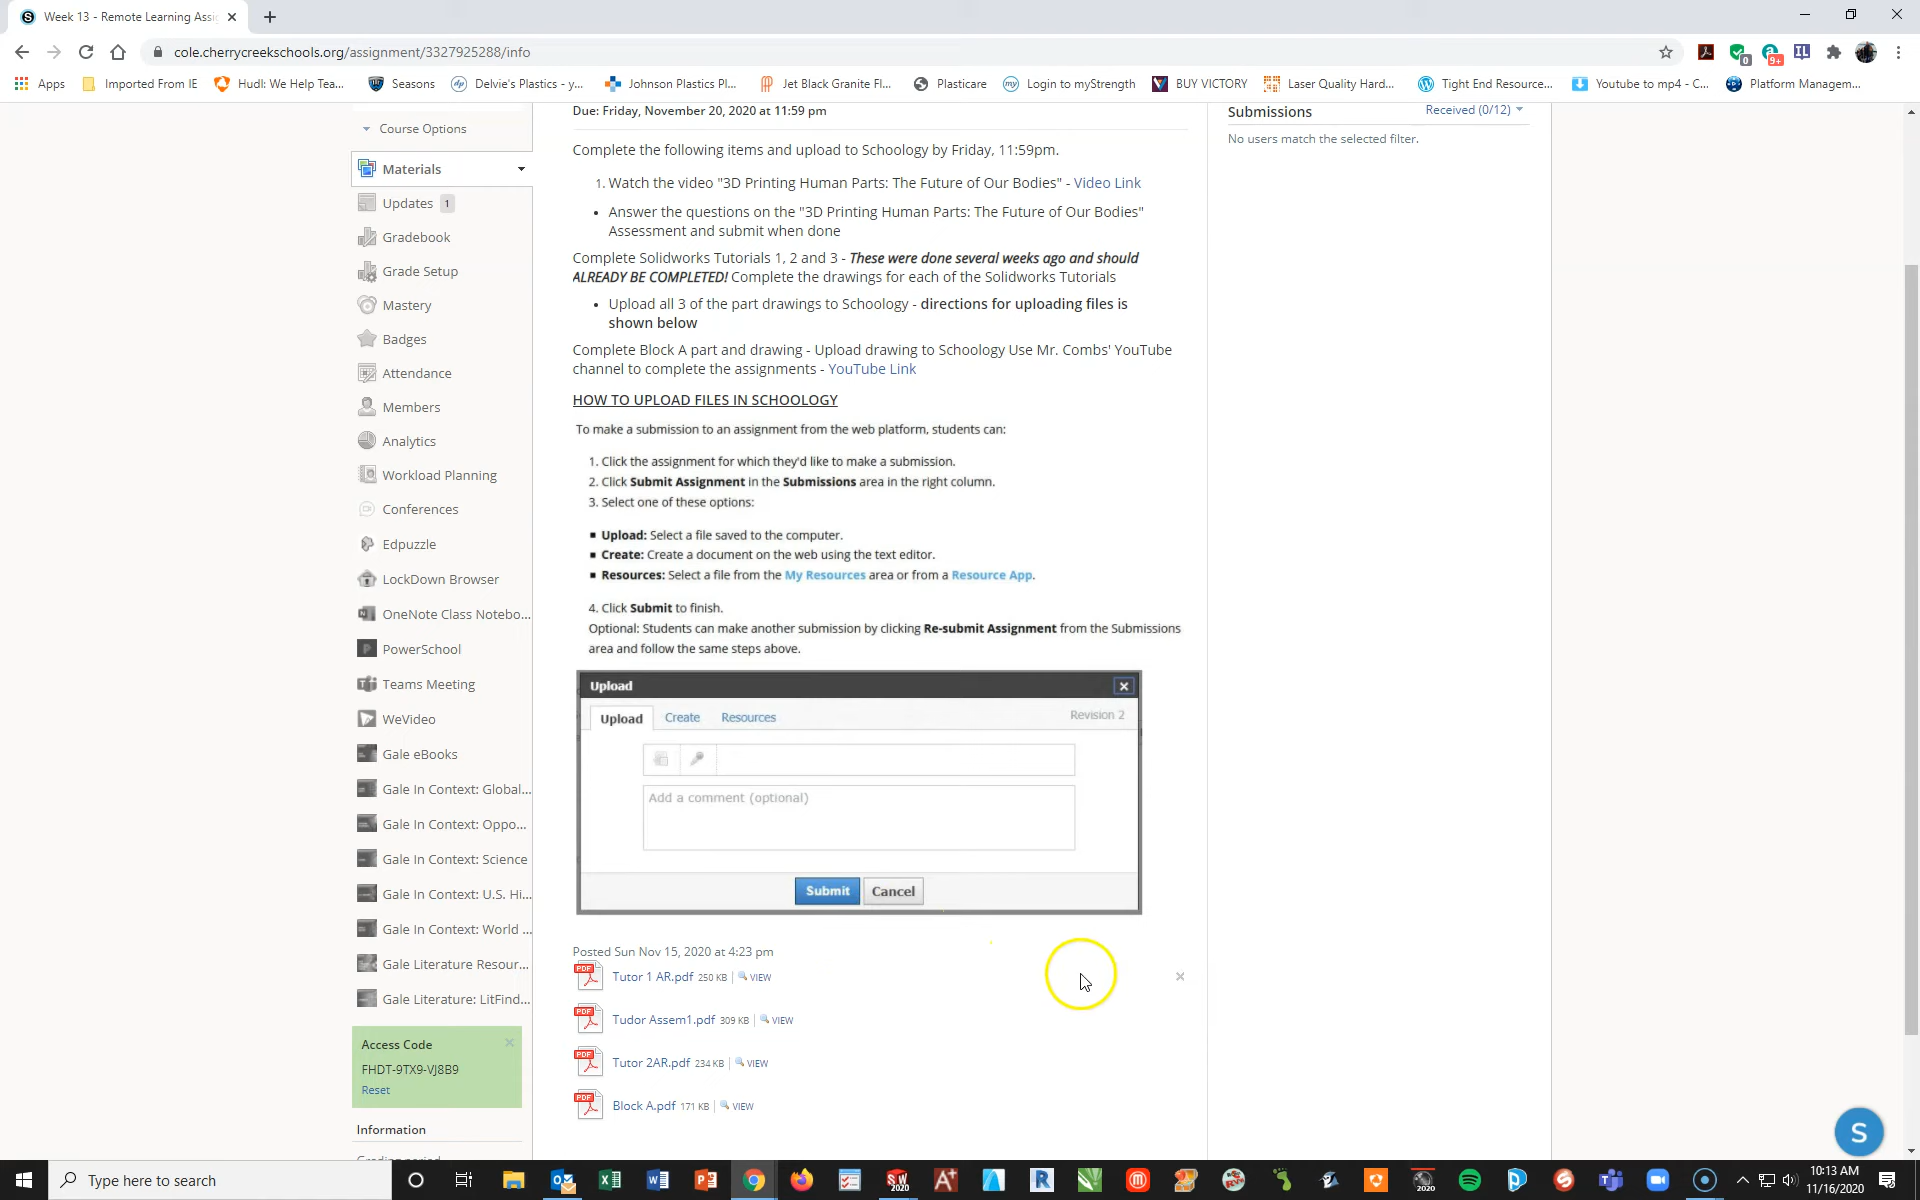 Week 13 - Remote Learning Assi
cole.cherrycreekschools.org/assignment/3327925288/info
Apps
Imported From IE
Hudl: We Help Tea...
Seasons
Delvie's Plastics - y...
Johnson Plastics Pl...
Jet Black Granite Fl...
Plasticare
Login to myStrength
BUY VICTORY
Laser Quality Hard...
Tight End Resource...
Youtube to mp4 - C...
Platform Managem...
Course Options
Materials
Updates 1
Gradebook
Grade Setup
Mastery
Badges
Attendance
Members
Analytics
Workload Planning
Conferences
Edpuzzle
LockDown Browser
OneNote Class Notebo...
PowerSchool
Teams Meeting
WeVideo
Gale eBooks
Gale In Context: Global...
Gale In Context: Oppo...
Gale In Context: Science
Gale In Context: U.S. Hi...
Gale In Context: World ...
Gale Literature Resour...
Gale Literature: LitFind...
Access Code
FHDT-9TX9-VJ8B9
Reset
Information
Grading period
Due: Friday, November 20, 2020 at 11:59 pm
Complete the following items and upload to Schoology by Friday, 11:59pm.
1. Watch the video "3D Printing Human Parts: The Future of Our Bodies" - Video Link
• Answer the questions on the "3D Printing Human Parts: The Future of Our Bodies"
Assessment and submit when done
Complete Solidworks Tutorials 1, 2 and 3 - These were done several weeks ago and should
ALREADY BE COMPLETED! Complete the drawings for each of the Solidworks Tutorials
• Upload all 3 of the part drawings to Schoology - directions for uploading files is
shown below
Complete Block A part and drawing - Upload drawing to Schoology Use Mr. Combs' YouTube
channel to complete the assignments - YouTube Link
HOW TO UPLOAD FILES IN SCHOOLOGY
To make a submission to an assignment from the web platform, students can:
1. Click the assignment for which they'd like to make a submission.
2. Click Submit Assignment in the Submissions area in the right column.
3. Select one of these options:
▪ Upload: Select a file saved to the computer.
▪ Create: Create a document on the web using the text editor.
▪ Resources: Select a file from the My Resources area or from a Resource App.
4. Click Submit to finish.
Optional: Students can make another submission by clicking Re-submit Assignment from the Submissions
area and follow the same steps above.
Upload
Upload Create Resources Revision 2
Add a comment (optional)
Submit Cancel
Posted Sun Nov 15, 2020 at 4:23 pm
PDF Tutor 1 AR.pdf 250 KB | VIEW
PDF Tudor Assem1.pdf 309 KB | VIEW
PDF Tutor 2AR.pdf 234 KB | VIEW
PDF Block A.pdf 171 KB | VIEW
Submissions Received (0/12)
No users match the selected filter.
S
Type here to search
10:13 AM
11/16/2020